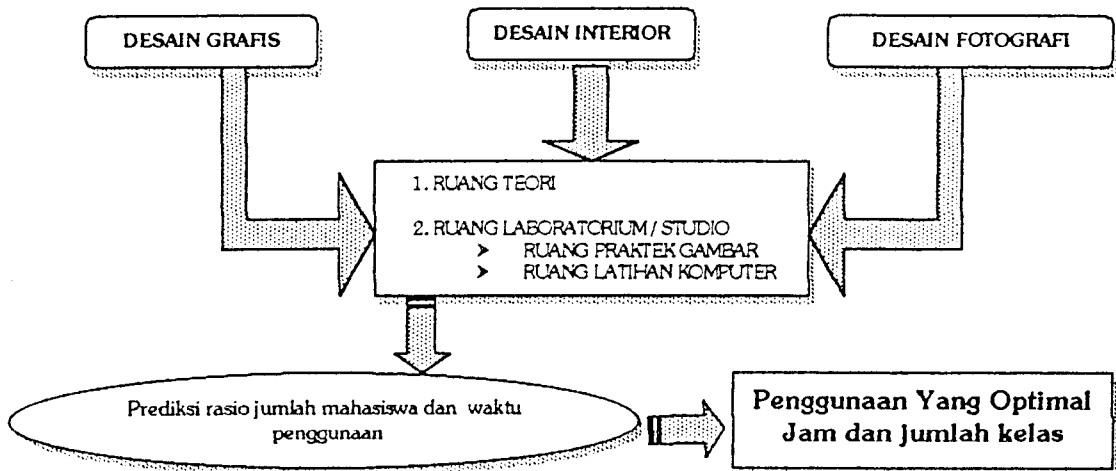 DESAIN GRAFIS
DESAIN INTERIOR
DESAIN FOTOGRAFI
1. RUANG TEORI
2. RUANG LABORATORIUM / STUDIO
➤ RUANG PRAKTEK GAMBAR
➤ RUANG LATIHAN KOMPUTER
Prediksi rasio jumlah mahasiswa dan waktu
penggunaan
Penggunaan Yang Optimal
Jam dan jumlah kelas